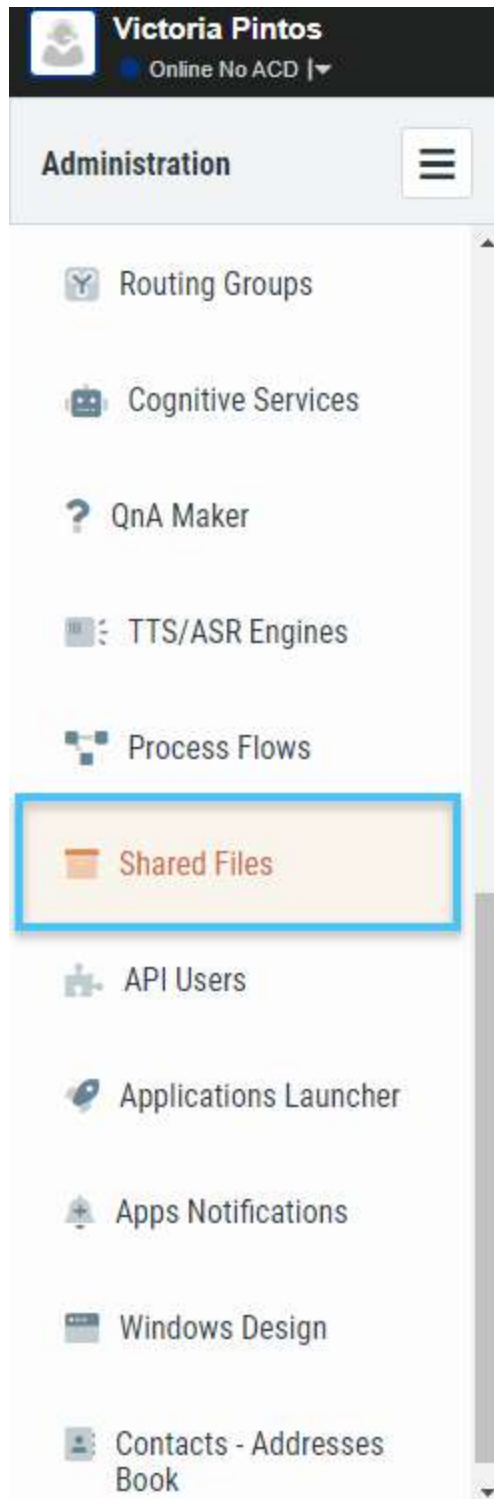 Victoria Pintos
Online No ACD
Administration
Routing Groups
Cognitive Services
QnA Maker
TTS/ASR Engines
Process Flows
Shared Files
API Users
Applications Launcher
Apps Notifications
Windows Design
Contacts - Addresses
Book